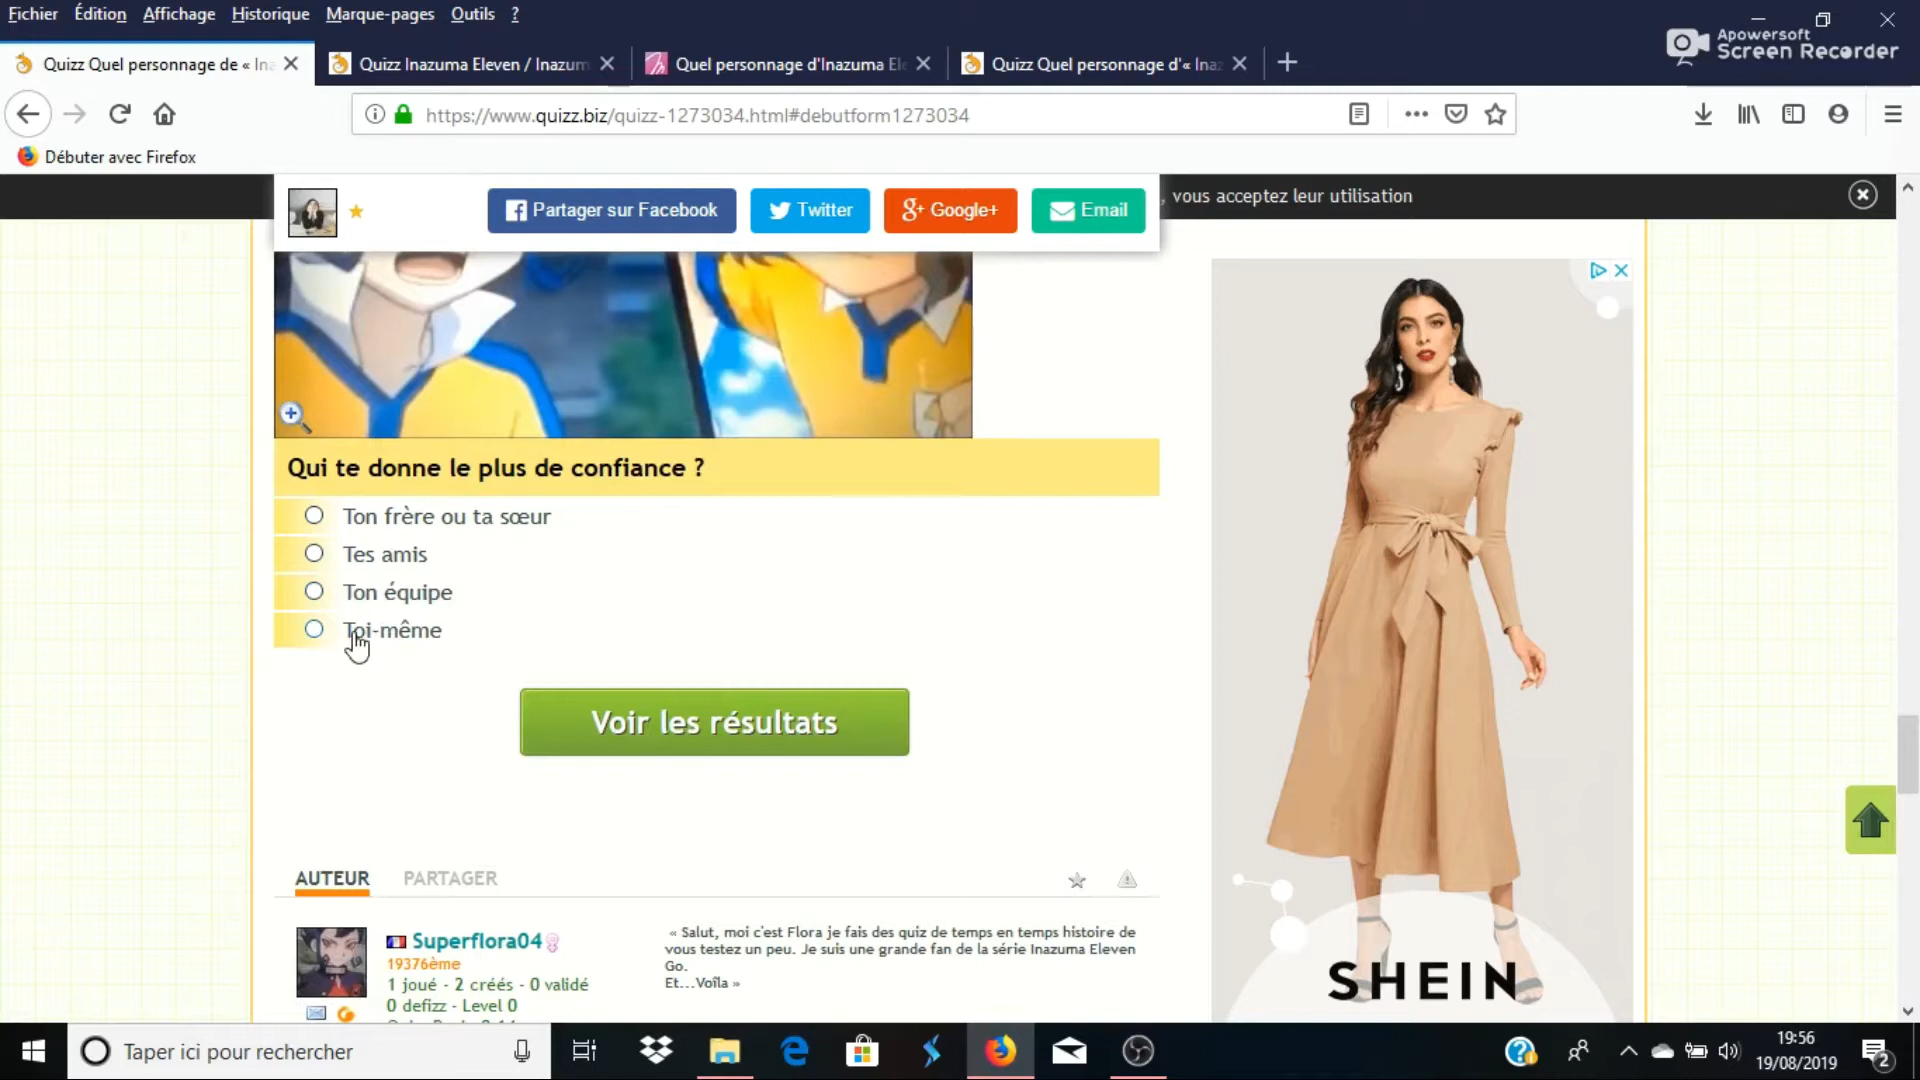 Fichier Édition Affichage Historique Marque-pages Outils ?
Apowersoft
Screen Recorder
Quizz Quel personnage de « Ina
Quizz Inazuma Eleven / Inazum
Quel personnage d'Inazuma Ele
Quizz Quel personnage d'« Ina
https://www.quizz.biz/quizz-1273034.html#debutform1273034
Débuter avec Firefox
Partager sur Facebook
Twitter
g+ Google+
Email
, vous acceptez leur utilisation
Qui te donne le plus de confiance ?
Ton frère ou ta sœur
Tes amis
Ton équipe
Toi-même
Voir les résultats
AUTEUR PARTAGER
Superflora04
19376ème
1 joué - 2 créés - 0 validé
0 defizz - Level 0
« Salut, moi c'est Flora je fais des quiz de temps en temps histoire de
vous testez un peu. Je suis une grande fan de la série Inazuma Eleven
Go.
Et...Voîla »
SHEIN
Taper ici pour rechercher
19:56
19/08/2019
2